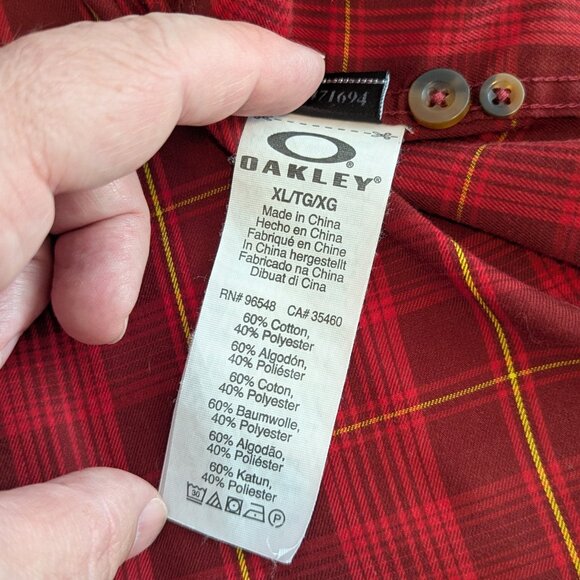 71694
OAKLEY®
XL/TG/XG
Made in China
Hecho en China
Fabriqué en Chine
In China hergestellt
Fabricado na China
Dibuat di Cina
RN# 96548 CA# 35460
60% Cotton,
40% Polyester
60% Algodón,
40% Poliéster
60% Coton,
40% Polyester
60% Baumwolle,
40% Polyester
60% Algodão,
40% Poliéster
60% Katun,
40% Poliester
30 P